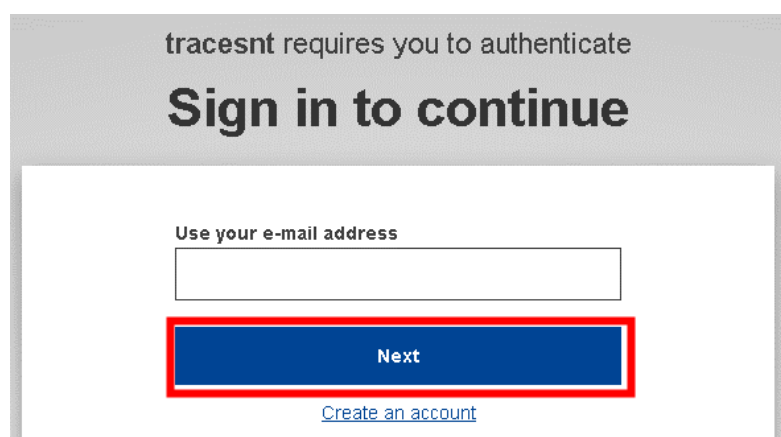 tracesnt requires you to authenticate
Sign in to continue
Use your e-mail address
Next
Create an account